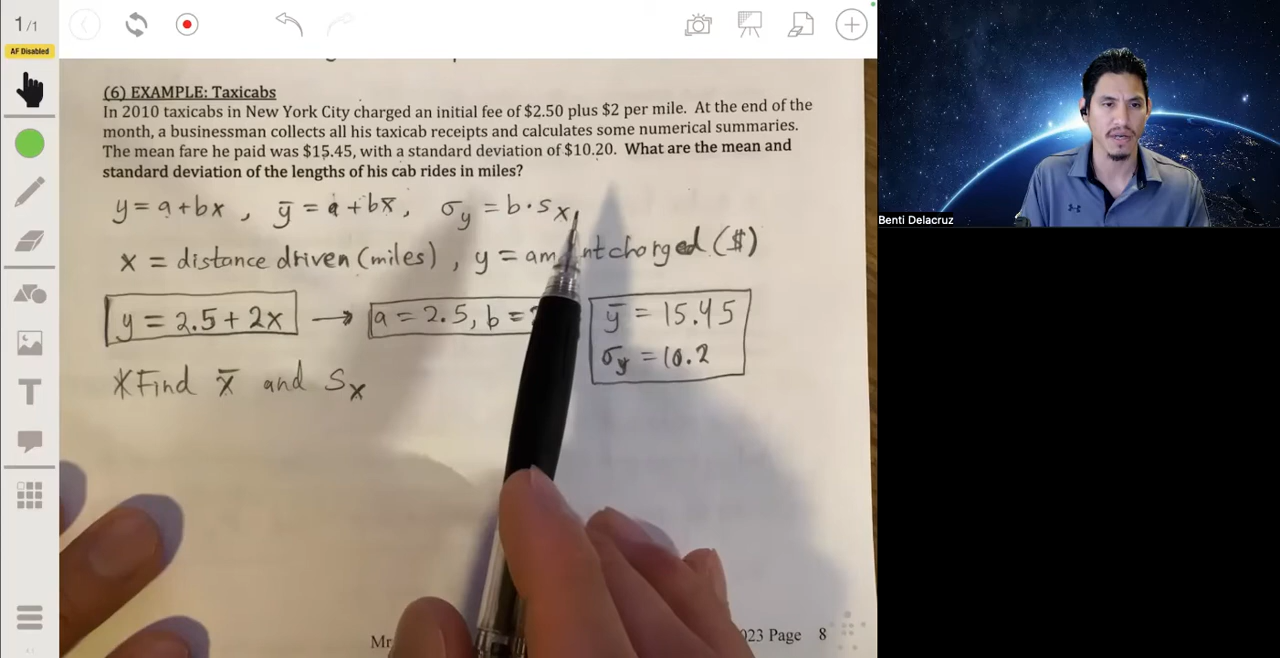 1/1
AF Disabled
(6) EXAMPLE: Taxicabs
In 2010 taxicabs in New York City charged an initial fee of $2.50 plus $2 per mile. At the end of the
month, a businessman collects all his taxicab receipts and calculates some numerical summaries.
The mean fare he paid was $15.45, with a standard deviation of $10.20. What are the mean and
standard deviation of the lengths of his cab rides in miles?
y = a+bx , ȳ = a + bx̄, σy = b·sx
x = distance driven (miles) , y = am nt charged ($)
y = 2.5 + 2x → a = 2.5, b = ȳ = 15.45
σy = 10.2
*Find x̄ and Sx
Mr 023 Page 8
T
Benti Delacruz